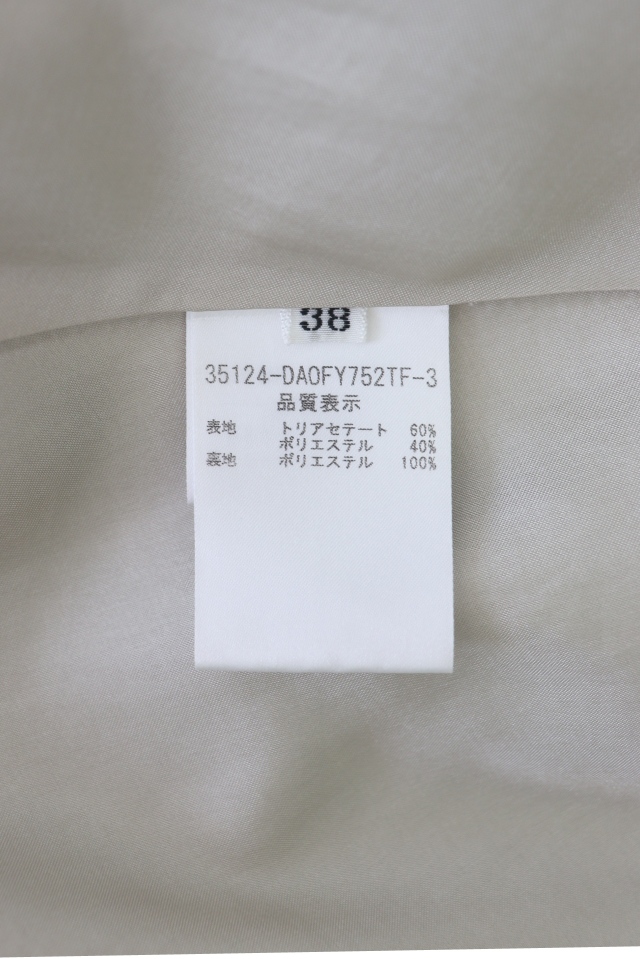 38
35124-DA0FY752TF-3
品質表示
表地 トリアセテート 60%
ポリエステル 40%
裏地 ポリエステル 100%